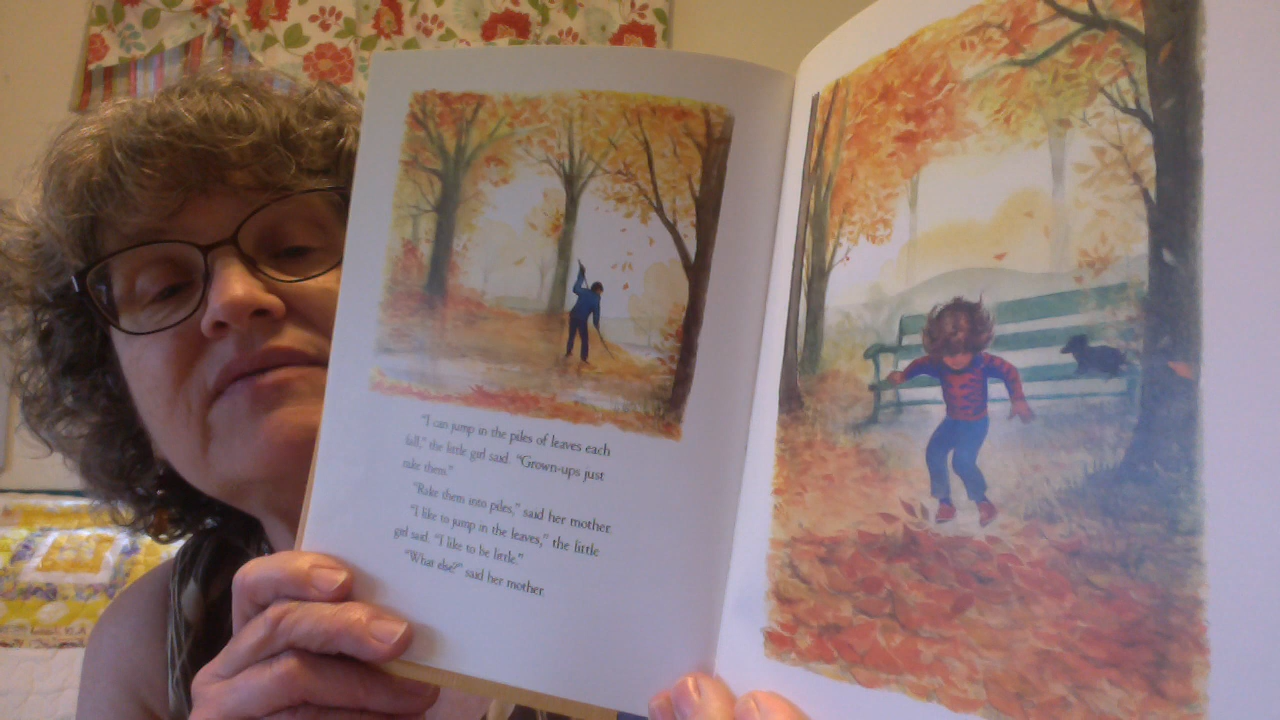 "I can jump in the piles of leaves each
fall," the little girl said. "Grown-ups just
rake them."
"Rake them into piles," said her mother.
"I like to jump in the leaves," the little
girl said. "I like to be little."
"What else?" said her mother.